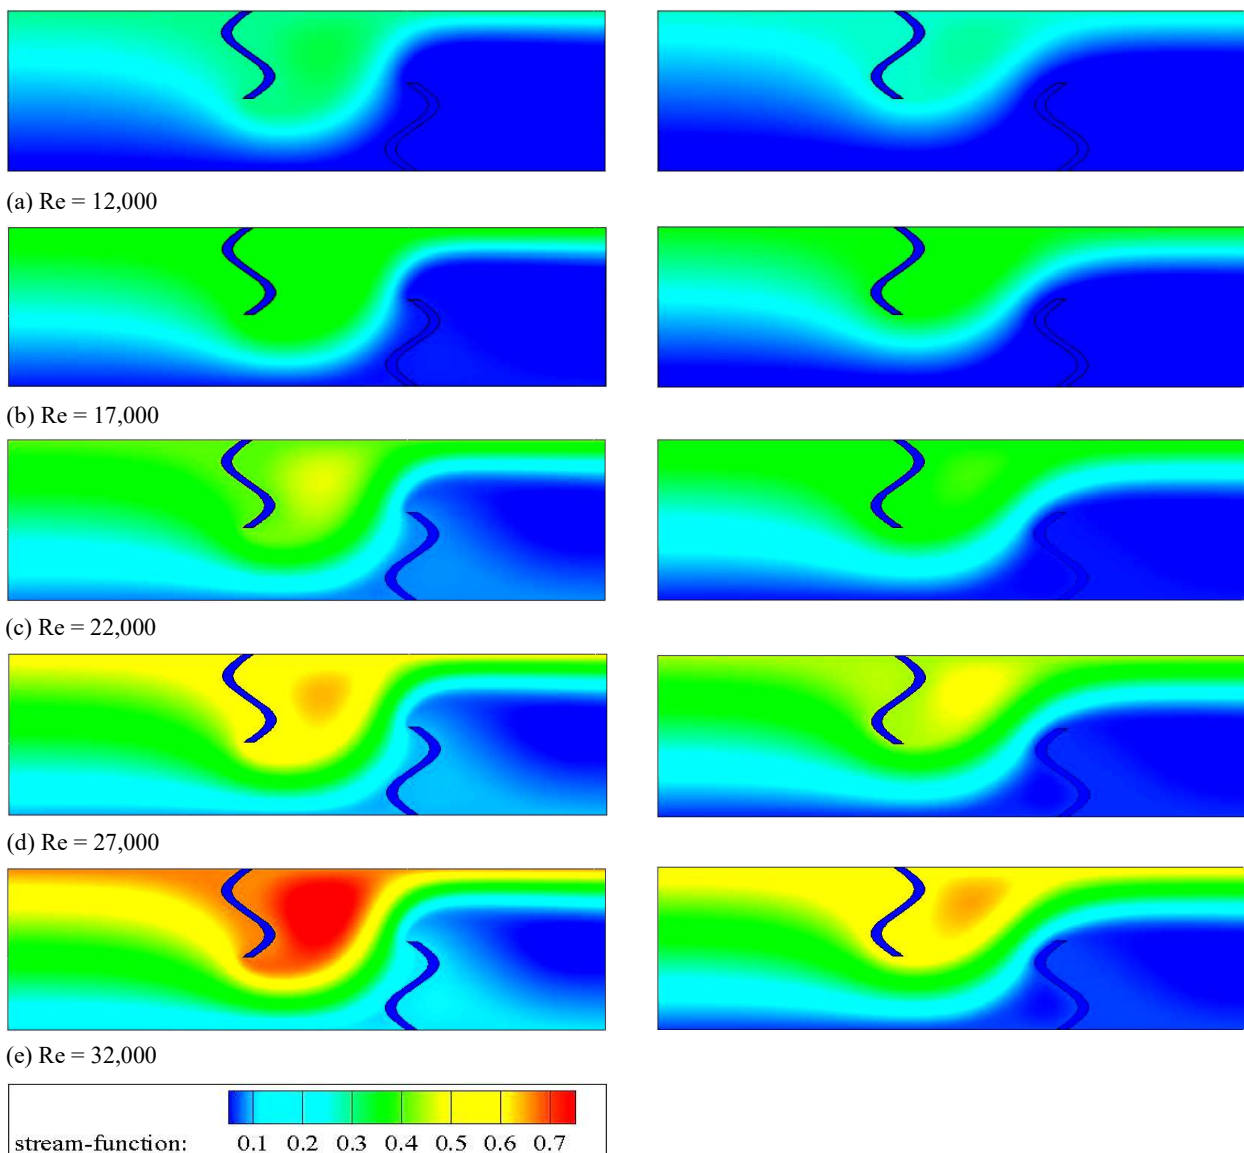 (a) Re = 12,000
(b) Re = 17,000
(c) Re = 22,000
(d) Re = 27,000
(e) Re = 32,000
stream-function: 0.1 0.2 0.3 0.4 0.5 0.6 0.7